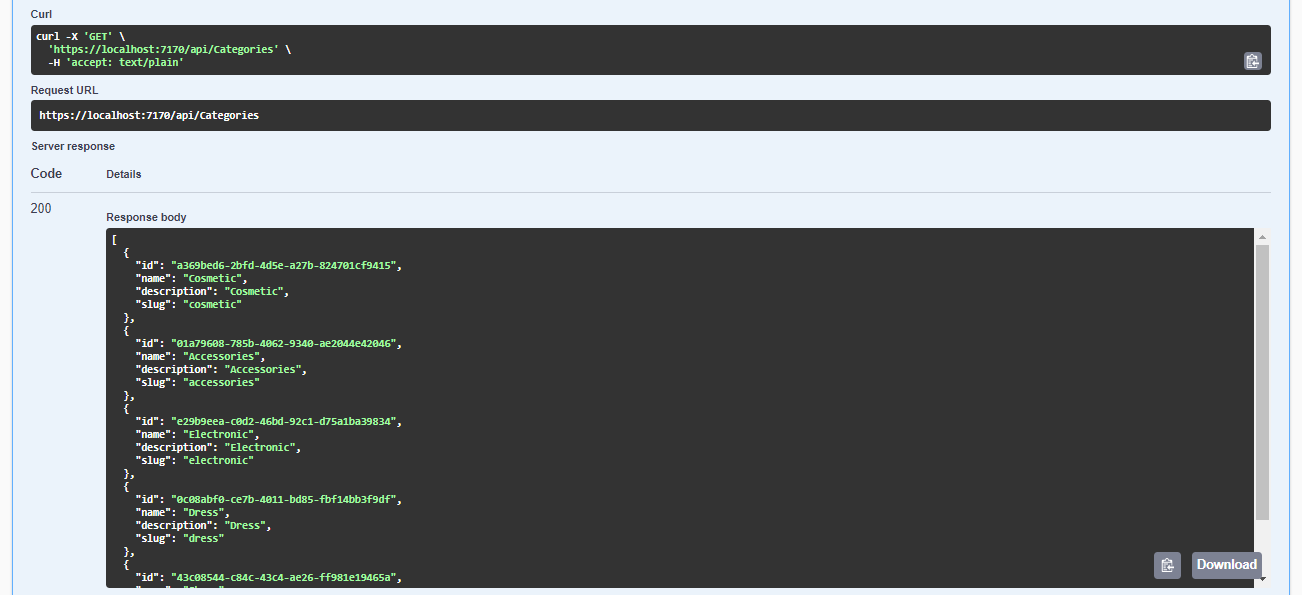 Curl
curl -X 'GET' \
'https://localhost:7170/api/Categories' \
-H 'accept: text/plain'
Request URL
https://localhost:7170/api/Categories
Server response
Code Details
200
Response body
[
{
"id": "a369bed6-2bfd-4d5e-a27b-824701cf9415",
"name": "Cosmetic",
"description": "Cosmetic",
"slug": "cosmetic"
},
{
"id": "01a79608-785b-4062-9340-ae2044e42046",
"name": "Accessories",
"description": "Accessories",
"slug": "accessories"
},
{
"id": "e29b9eea-c0d2-46bd-92c1-d75a1ba39834",
"name": "Electronic",
"description": "Electronic",
"slug": "electronic"
},
{
"id": "0c08abf0-ce7b-4011-bd85-fbf14bb3f9df",
"name": "Dress",
"description": "Dress",
"slug": "dress"
},
{
"id": "43c08544-c84c-43c4-ae26-ff981e19465a",
Download